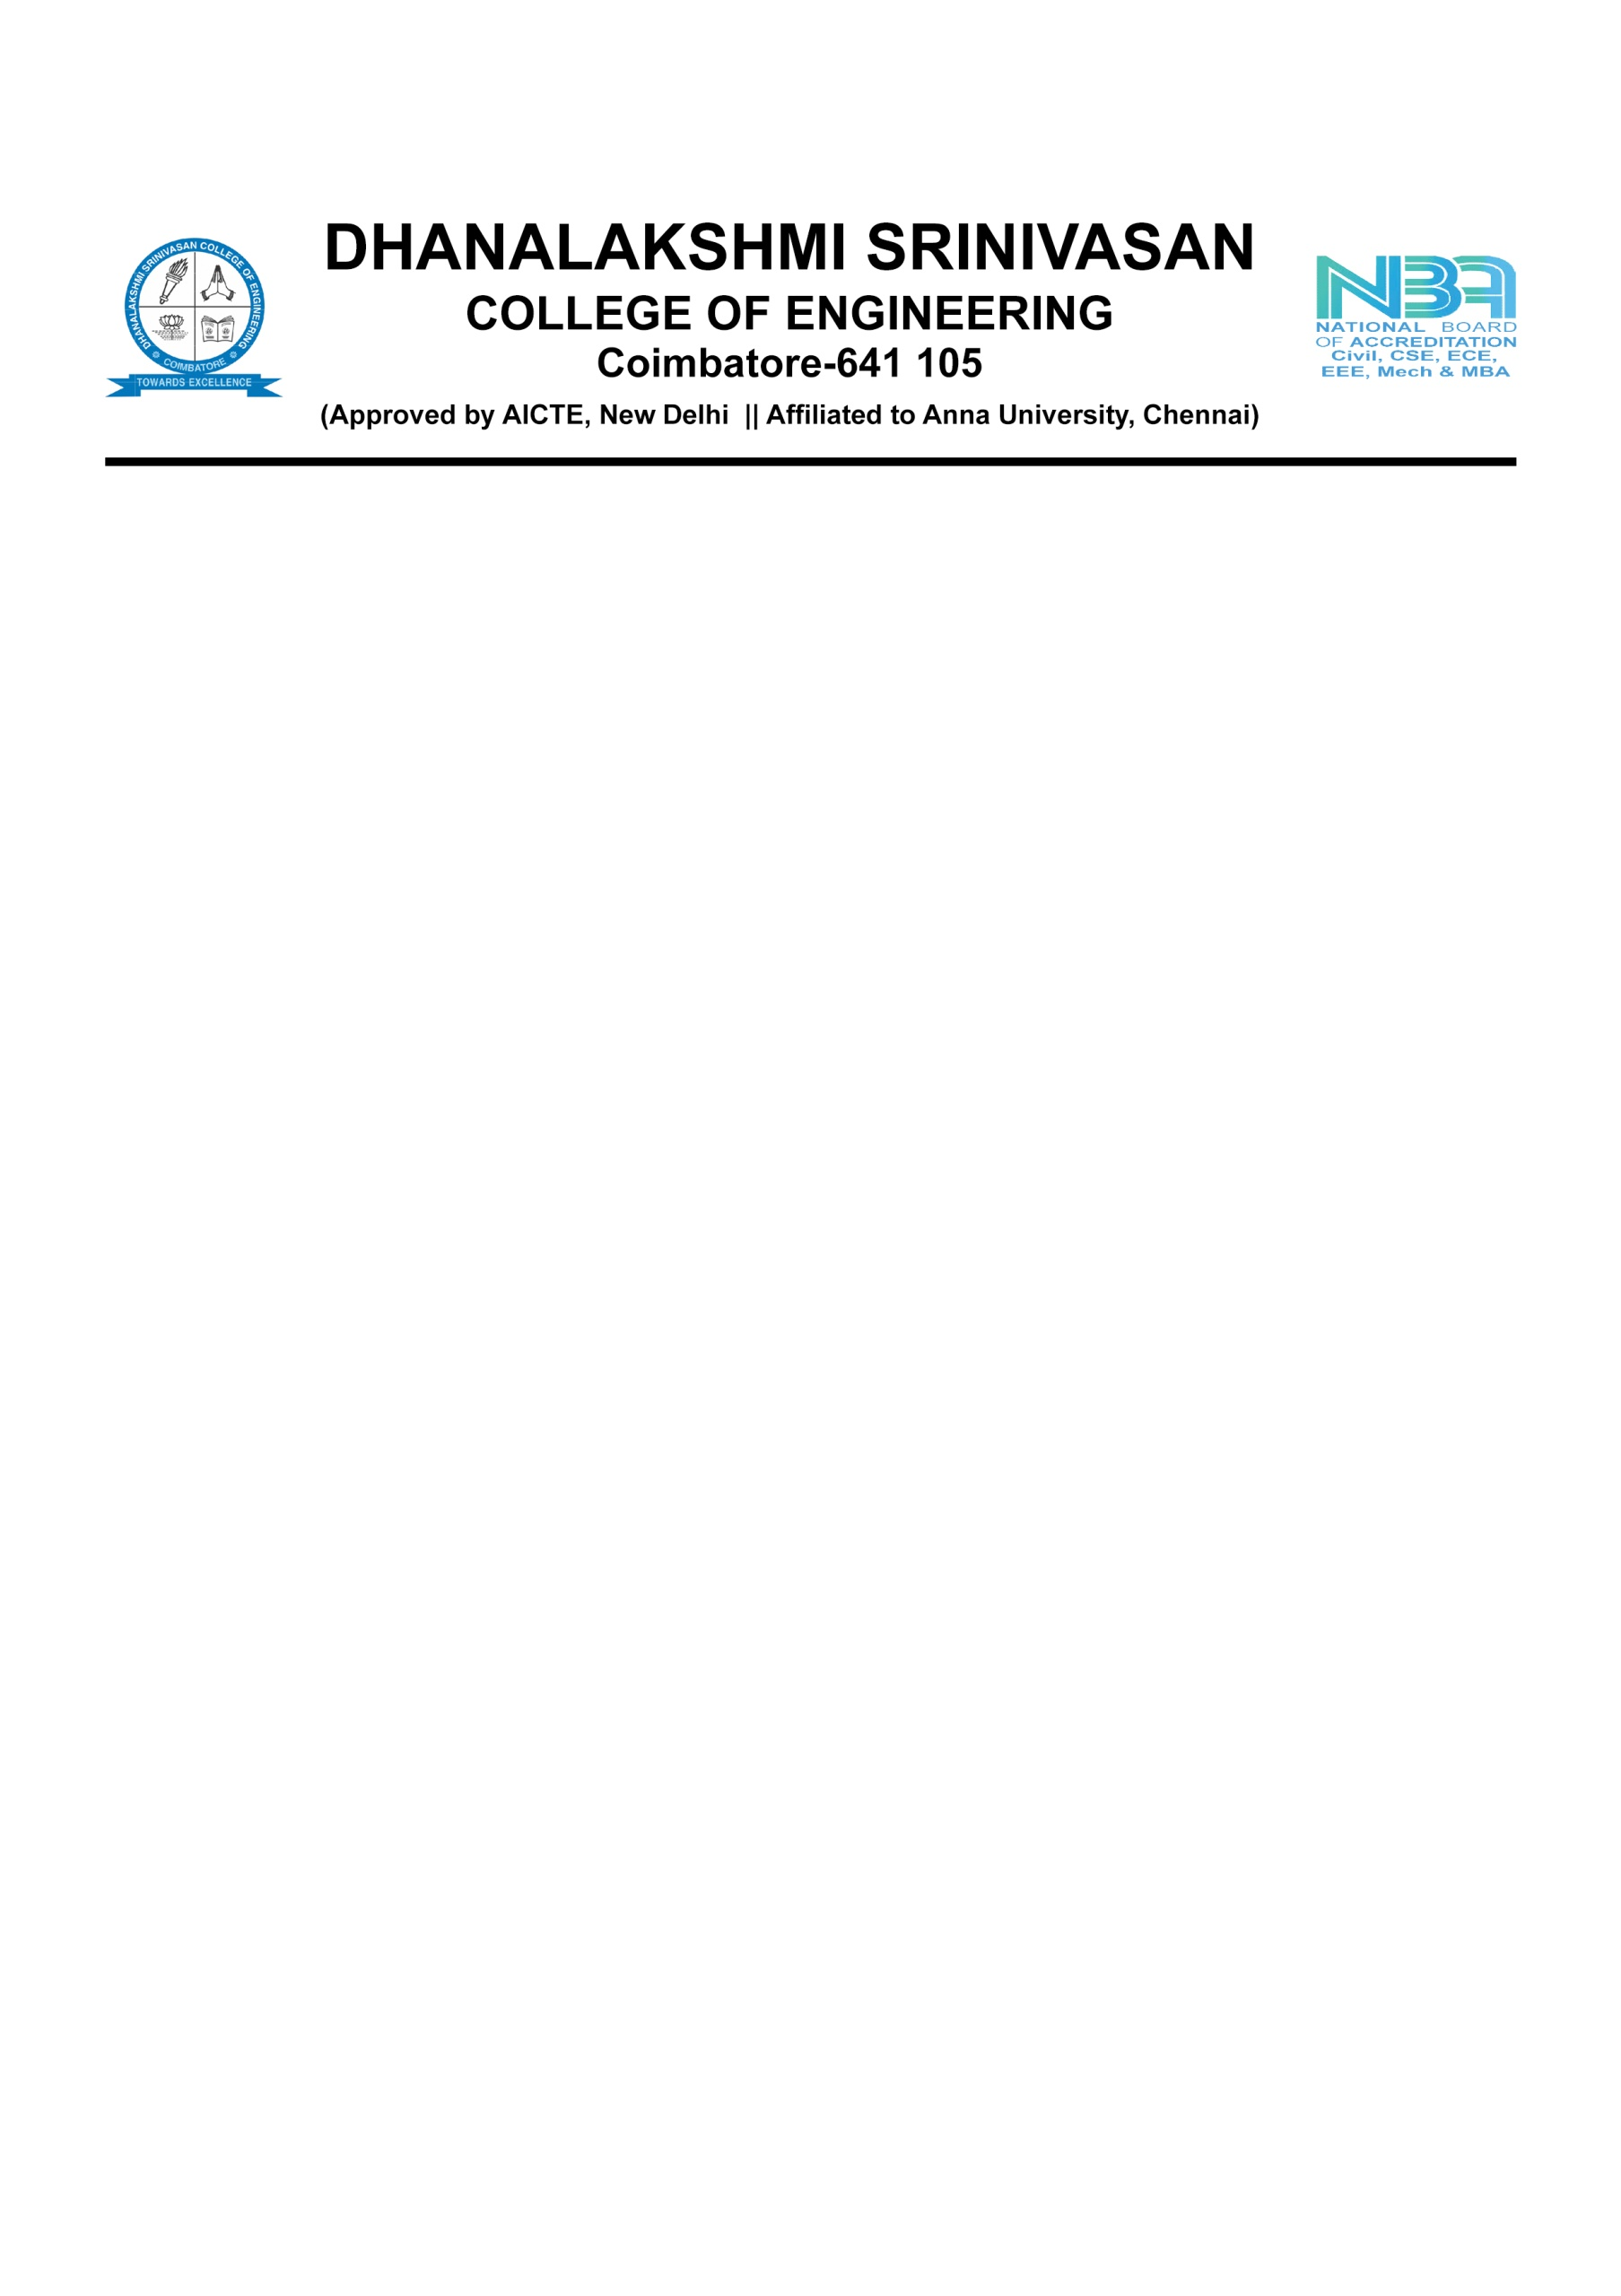 DHANALAKSHMI SRINIVASAN COLLEGE OF ENGINEERING
COIMBATORE
TOWARDS EXCELLENCE
DHANALAKSHMI SRINIVASAN
COLLEGE OF ENGINEERING
Coimbatore-641 105
(Approved by AICTE, New Delhi || Affiliated to Anna University, Chennai)
NBA
NATIONAL BOARD
OF ACCREDITATION
Civil, CSE, ECE,
EEE, Mech & MBA